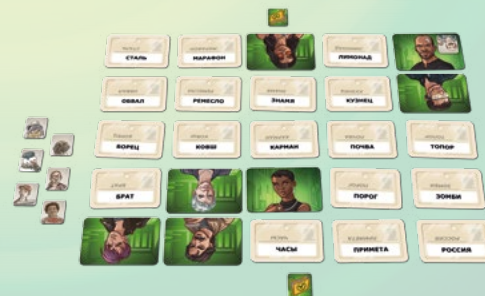 СТАЛЬ
МАРАФОН
ЛИМОНАД
ОБВАЛ
РЕМЕСЛО
ЗНАМЯ
КУЗНЕЦ
БОРЕЦ
КОВШ
КАРМАН
ПОЧВА
ТОПОР
БРАТ
ПОРОГ
ЗОМБИ
ЧАСЫ
ПРИМЕТА
РОССИЯ